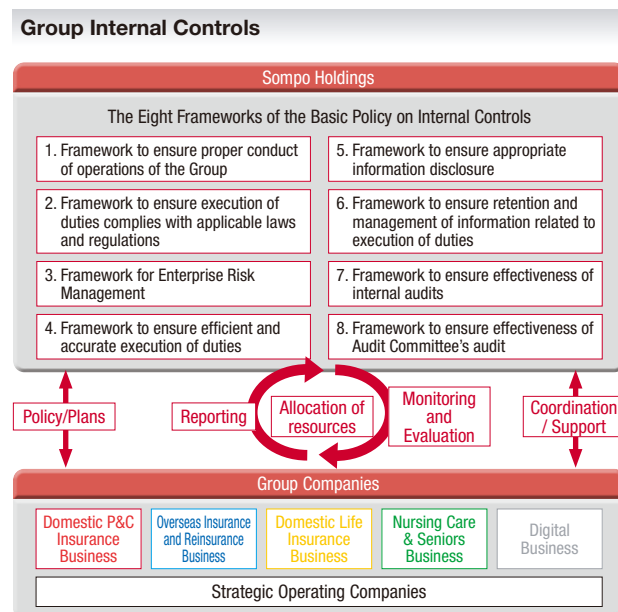 Group Internal Controls
Sompo Holdings
The Eight Frameworks of the Basic Policy on Internal Controls
1. Framework to ensure proper conduct
of operations of the Group
2. Framework to ensure execution of
duties complies with applicable laws
and regulations
3. Framework for Enterprise Risk
Management
4. Framework to ensure efficient and
accurate execution of duties
5. Framework to ensure appropriate
information disclosure
6. Framework to ensure retention and
management of information related to
execution of duties
7. Framework to ensure effectiveness of
internal audits
8. Framework to ensure effectiveness of
Audit Committee's audit
Policy/Plans
Reporting
Allocation of
resources
Monitoring
and
Evaluation
Coordination
/ Support
Group Companies
Domestic P&C
Insurance
Business
Overseas Insurance
and Reinsurance
Business
Domestic Life
Insurance
Business
Nursing Care
& Seniors
Business
Digital
Business
Strategic Operating Companies